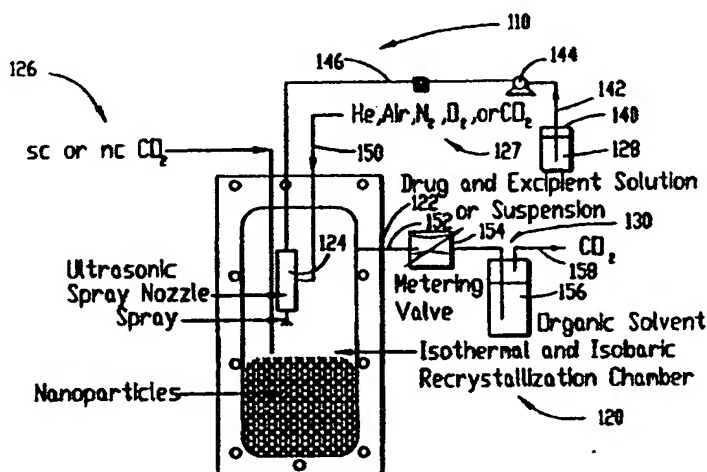 110
126
146
144
142
140
He,Air,N2,O2,orCO2
sc or nc CO2
150
127
128
122
Drug and Excipient Solution
or Suspension
152
154
130
124
CO2
158
Ultrasonic
Spray Nozzle
Metering
Valve
156
Spray
Organic Solvent
Isothermal and Isobaric
Recrystallization Chamber
Nanoparticles
120